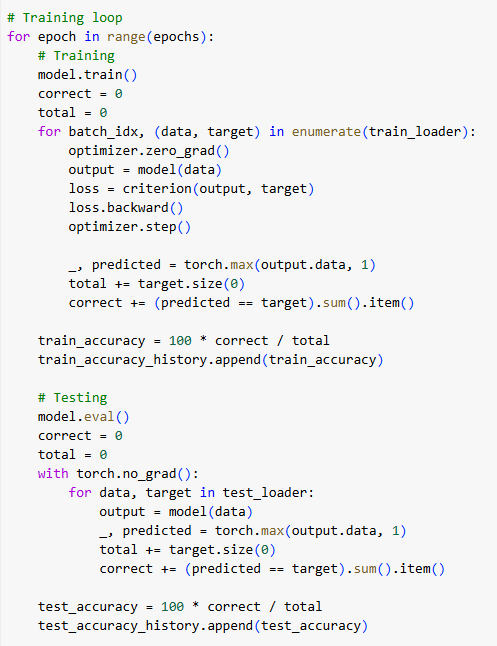 # Training loop
for epoch in range(epochs):
    # Training
    model.train()
    correct = 0
    total = 0
    for batch_idx, (data, target) in enumerate(train_loader):
        optimizer.zero_grad()
        output = model(data)
        loss = criterion(output, target)
        loss.backward()
        optimizer.step()

        _, predicted = torch.max(output.data, 1)
        total += target.size(0)
        correct += (predicted == target).sum().item()

    train_accuracy = 100 * correct / total
    train_accuracy_history.append(train_accuracy)

    # Testing
    model.eval()
    correct = 0
    total = 0
    with torch.no_grad():
        for data, target in test_loader:
            output = model(data)
            _, predicted = torch.max(output.data, 1)
            total += target.size(0)
            correct += (predicted == target).sum().item()

    test_accuracy = 100 * correct / total
    test_accuracy_history.append(test_accuracy)